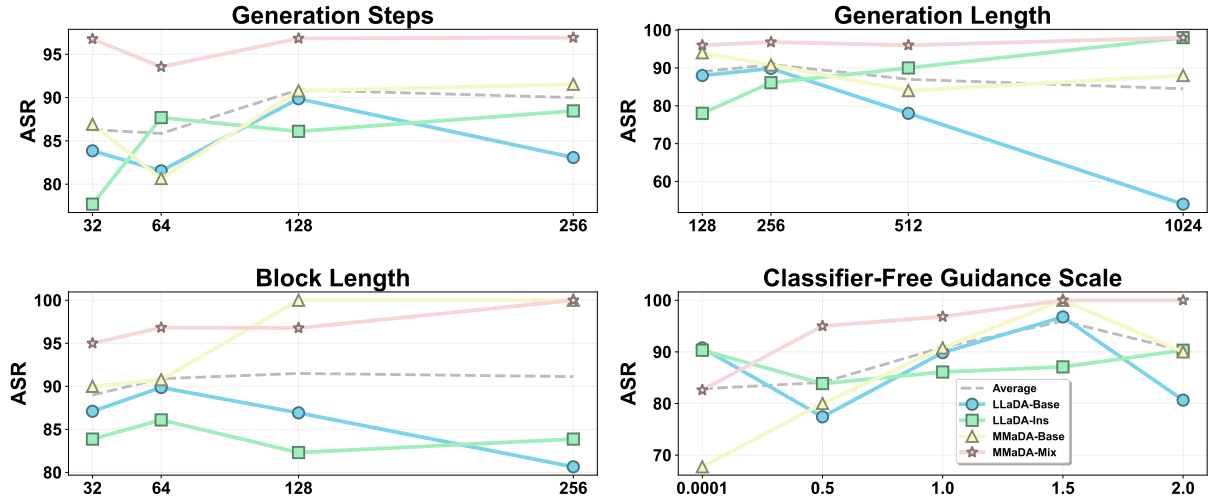 Generation Steps
ASR
95
90
85
80
32 64 128 256
Generation Length
ASR
100
90
80
70
60
128 256 512 1024
Block Length
ASR
100
95
90
85
80
32 64 128 256
Classifier-Free Guidance Scale
ASR
100
90
80
70
0.0001 0.5 1.0 1.5 2.0
Average
LLaDA-Base
LLaDA-Ins
MMaDA-Base
MMaDA-Mix